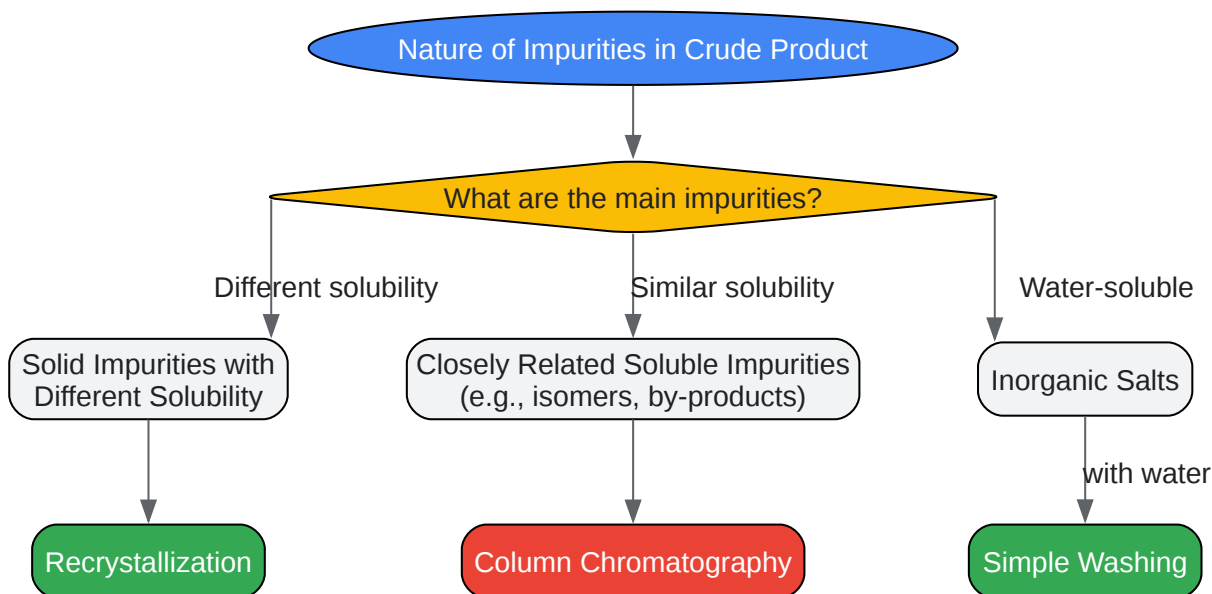 Nature of Impurities in Crude Product
What are the main impurities?
Different solubility
Similar solubility
Water-soluble
Solid Impurities with
Different Solubility
Closely Related Soluble Impurities
(e.g., isomers, by-products)
Inorganic Salts
with water
Recrystallization
Column Chromatography
Simple Washing